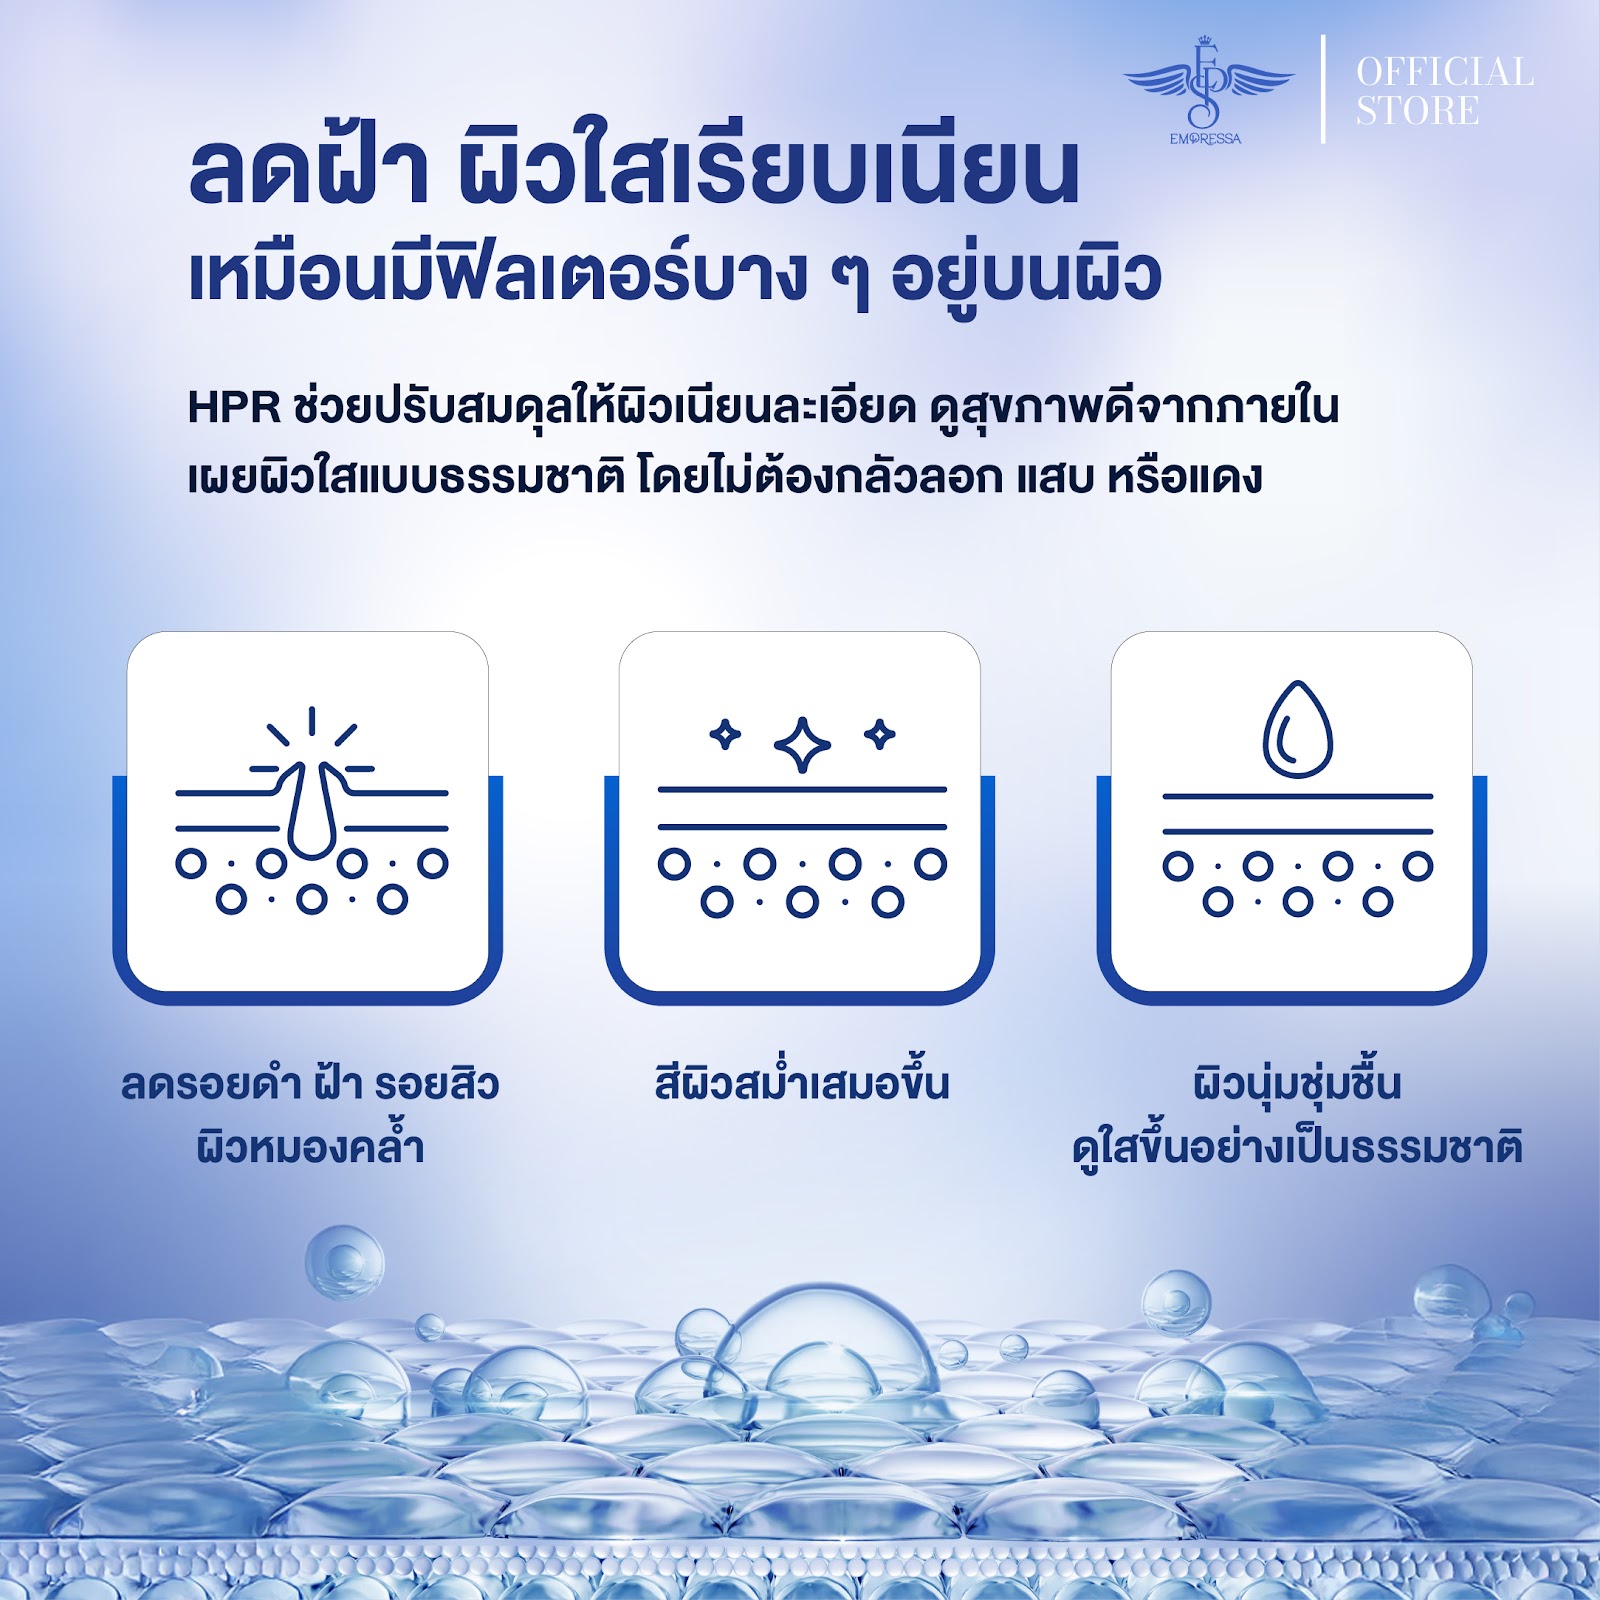 EMPRESSA
OFFICIAL
STORE
ลดฝ้า ผิวใสเรียบเนียน
เหมือนมีฟิลเตอร์บาง ๆ อยู่บนผิว
HPR ช่วยปรับสมดุลให้ผิวเนียนละเอียด ดูสุขภาพดีจากภายใน
เผยผิวใสแบบธรรมชาติ โดยไม่ต้องกลัวลอก แสบ หรือแดง
ลดรอยดำ ฝ้า รอยสิว
ผิวหมองคล้ำ
สีผิวสม่ำเสมอขึ้น
ผิวนุ่มชุ่มชื้น
ดูใสขึ้นอย่างเป็นธรรมชาติ